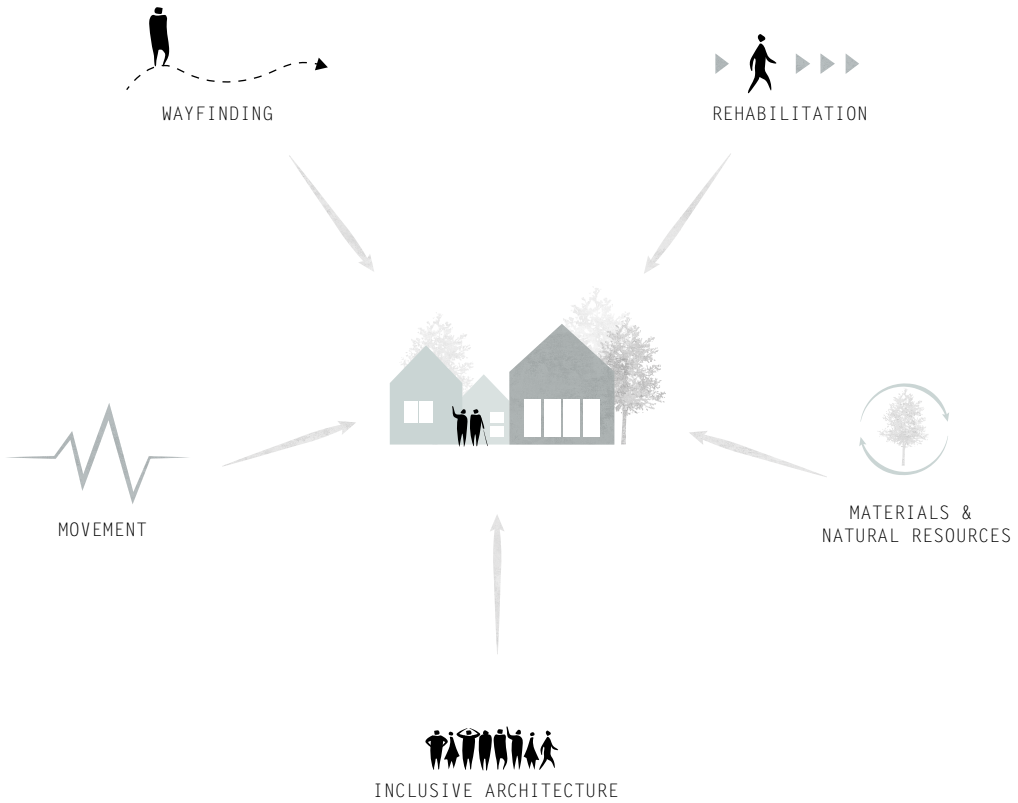 WAYFINDING
REHABILITATION
MOVEMENT
MATERIALS &
NATURAL RESOURCES
INCLUSIVE ARCHITECTURE